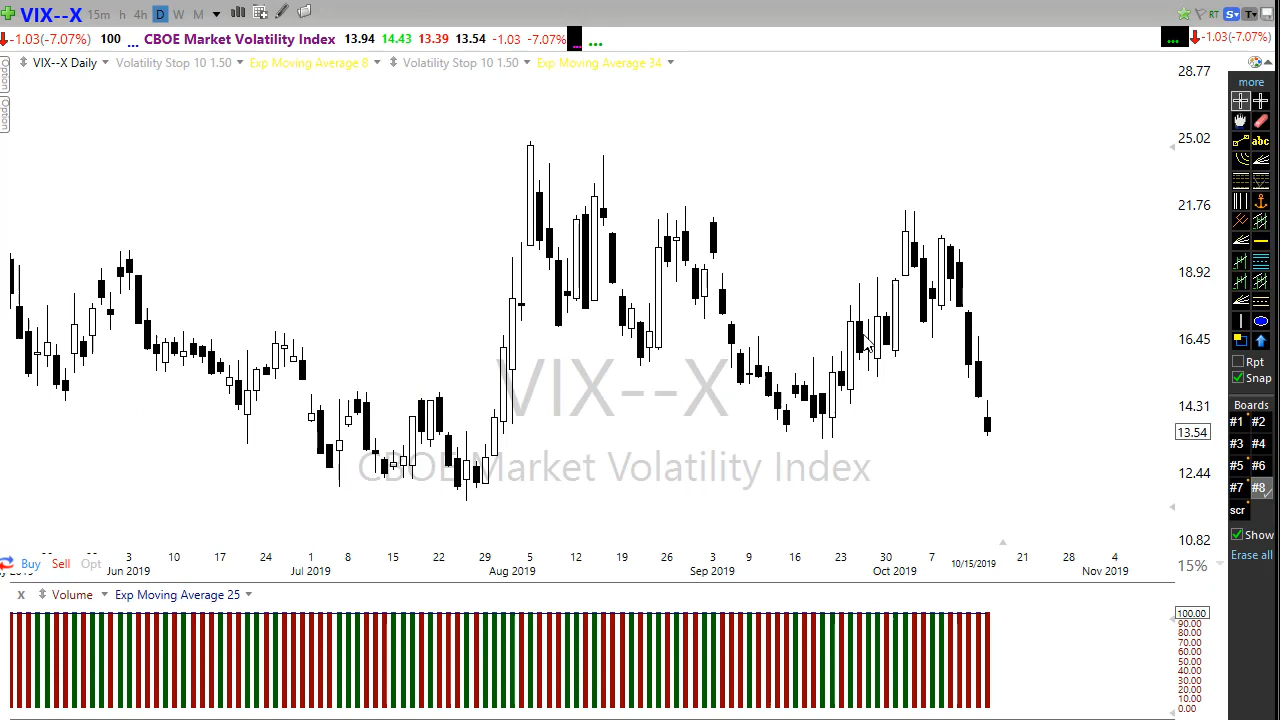 VIX--X 15m h 4h D W M RT S T
-1.03(-7.07%) 100 ... CBOE Market Volatility Index 13.94 14.43 13.39 13.54 -1.03 -7.07% ... ... ... -1.03(-7.07%)
VIX--X Daily Volatility Stop 10 1.50 Exp Moving Average 8 Volatility Stop 10 1.50 Exp Moving Average 34
Option
Option
28.77
25.02
21.76
18.92
16.45
14.31
13.54
12.44
10.82
15%
VIX--X
CBOE Market Volatility Index
more
abc
Rpt
Snap
Boards
#1 #2
#3 #4
#5 #6
#7 #8
scr
Show
Erase all
3 10 17 24 1 8 15 22 29 5 12 19 26 3 9 16 23 30 7 10/15/2019 21 28 4
Jun 2019 Jul 2019 Aug 2019 Sep 2019 Oct 2019 Nov 2019
Buy Sell Opt
X Volume Exp Moving Average 25
100.00
90.00
80.00
70.00
60.00
50.00
40.00
30.00
20.00
10.00
0.00